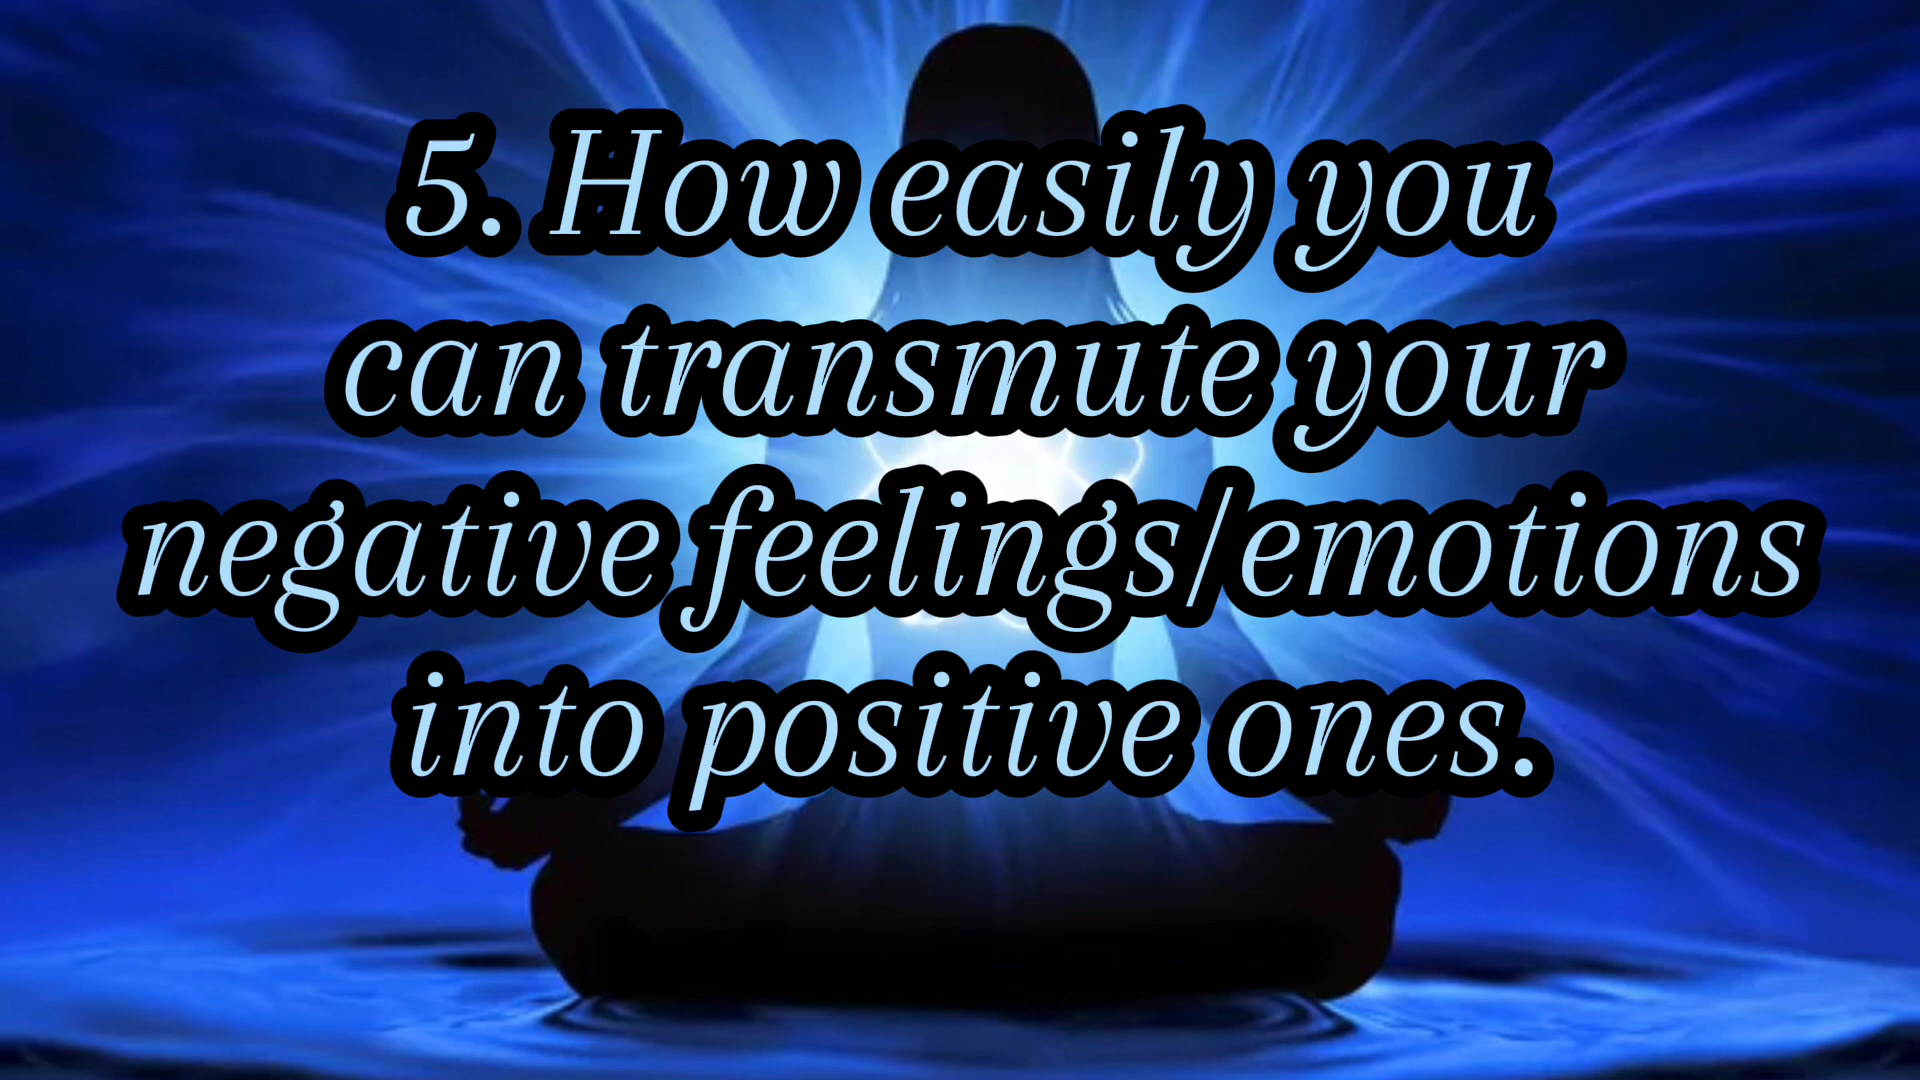 5. How easily you
can transmute your
negative feelings/emotions
into positive ones.